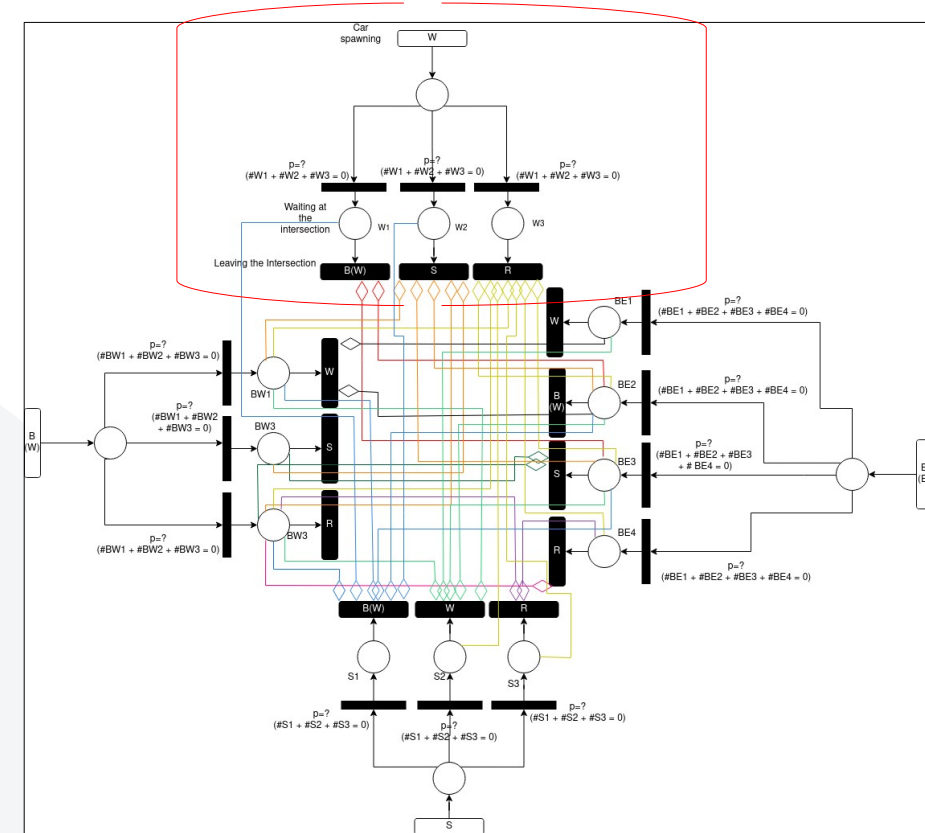 Car
spawning
W
p=?
(#W1 + #W2 + #W3 = 0)
p=?
(#W1 + #W2 + #W3 = 0)
p=?
(#W1 + #W2 + #W3 = 0)
Waiting at
the
intersection
W1
W2
W3
Leaving the Intersection
B(W)
S
R
BE1
W
p=?
(#BE1 + #BE2 + #BE3 + #BE4 = 0)
p=?
(#BW1 + #BW2 + #BW3 = 0)
W
BW1
BE2
B
(W)
p=?
(#BE1 + #BE2 + #BE3 + #BE4 = 0)
p=?
(#BW1 + #BW2
+ #BW3 = 0)
B
(W)
BW3
S
BE3
S
p=?
(#BE1 + #BE2 + #BE3
+ # BE4 = 0)
BW3
R
p=?
(#BW1 + #BW2 + #BW3 = 0)
BE4
R
p=?
(#BE1 + #BE2 + #BE3 + #BE4 = 0)
B(W)
W
R
S1
S2
S3
p=?
(#S1 + #S2 + #S3 = 0)
p=?
(#S1 + #S2 + #S3 = 0)
p=?
(#S1 + #S2 + #S3 = 0)
S